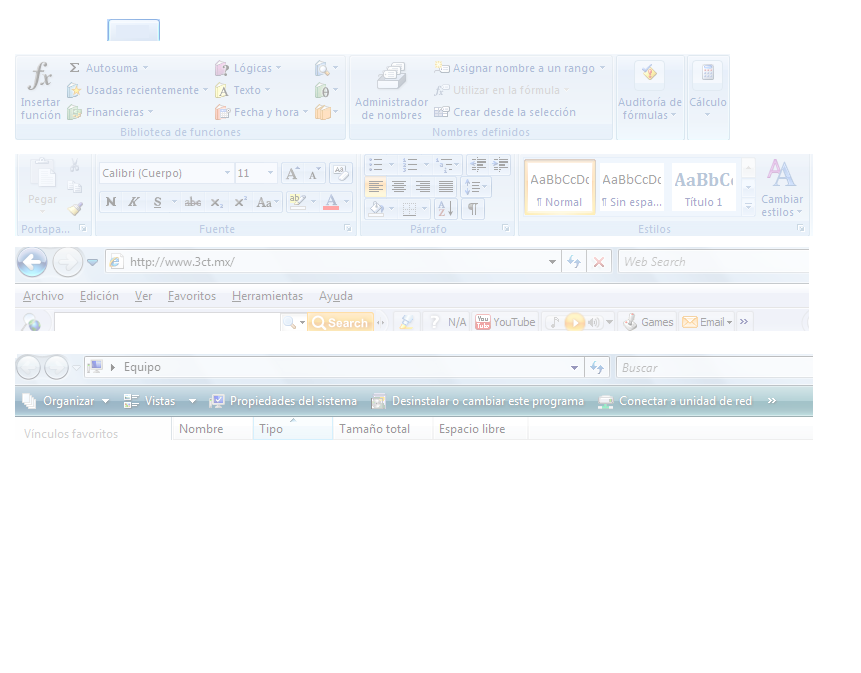 Insertar función
Σ Autosuma
Usadas recientemente
Financieras
Lógicas
Texto
Fecha y hora
Biblioteca de funciones
Administrador de nombres
Asignar nombre a un rango
Utilizar en la fórmula
Crear desde la selección
Nombres definidos
Auditoría de fórmulas
Cálculo
Pegar
Portapa...
Calibri (Cuerpo) 11
N K S abc x₂ x² Aa
Fuente
Párrafo
AaBbCcDc AaBbCcDc AaBbC
¶ Normal ¶ Sin espa... Título 1
Cambiar estilos
Estilos
http://www.3ct.mx/ Web Search
Archivo Edición Ver Favoritos Herramientas Ayuda
Search N/A YouTube Games Email »
Equipo Buscar
Organizar Vistas Propiedades del sistema Desinstalar o cambiar este programa Conectar a unidad de red »
Vínculos favoritos Nombre Tipo Tamaño total Espacio libre